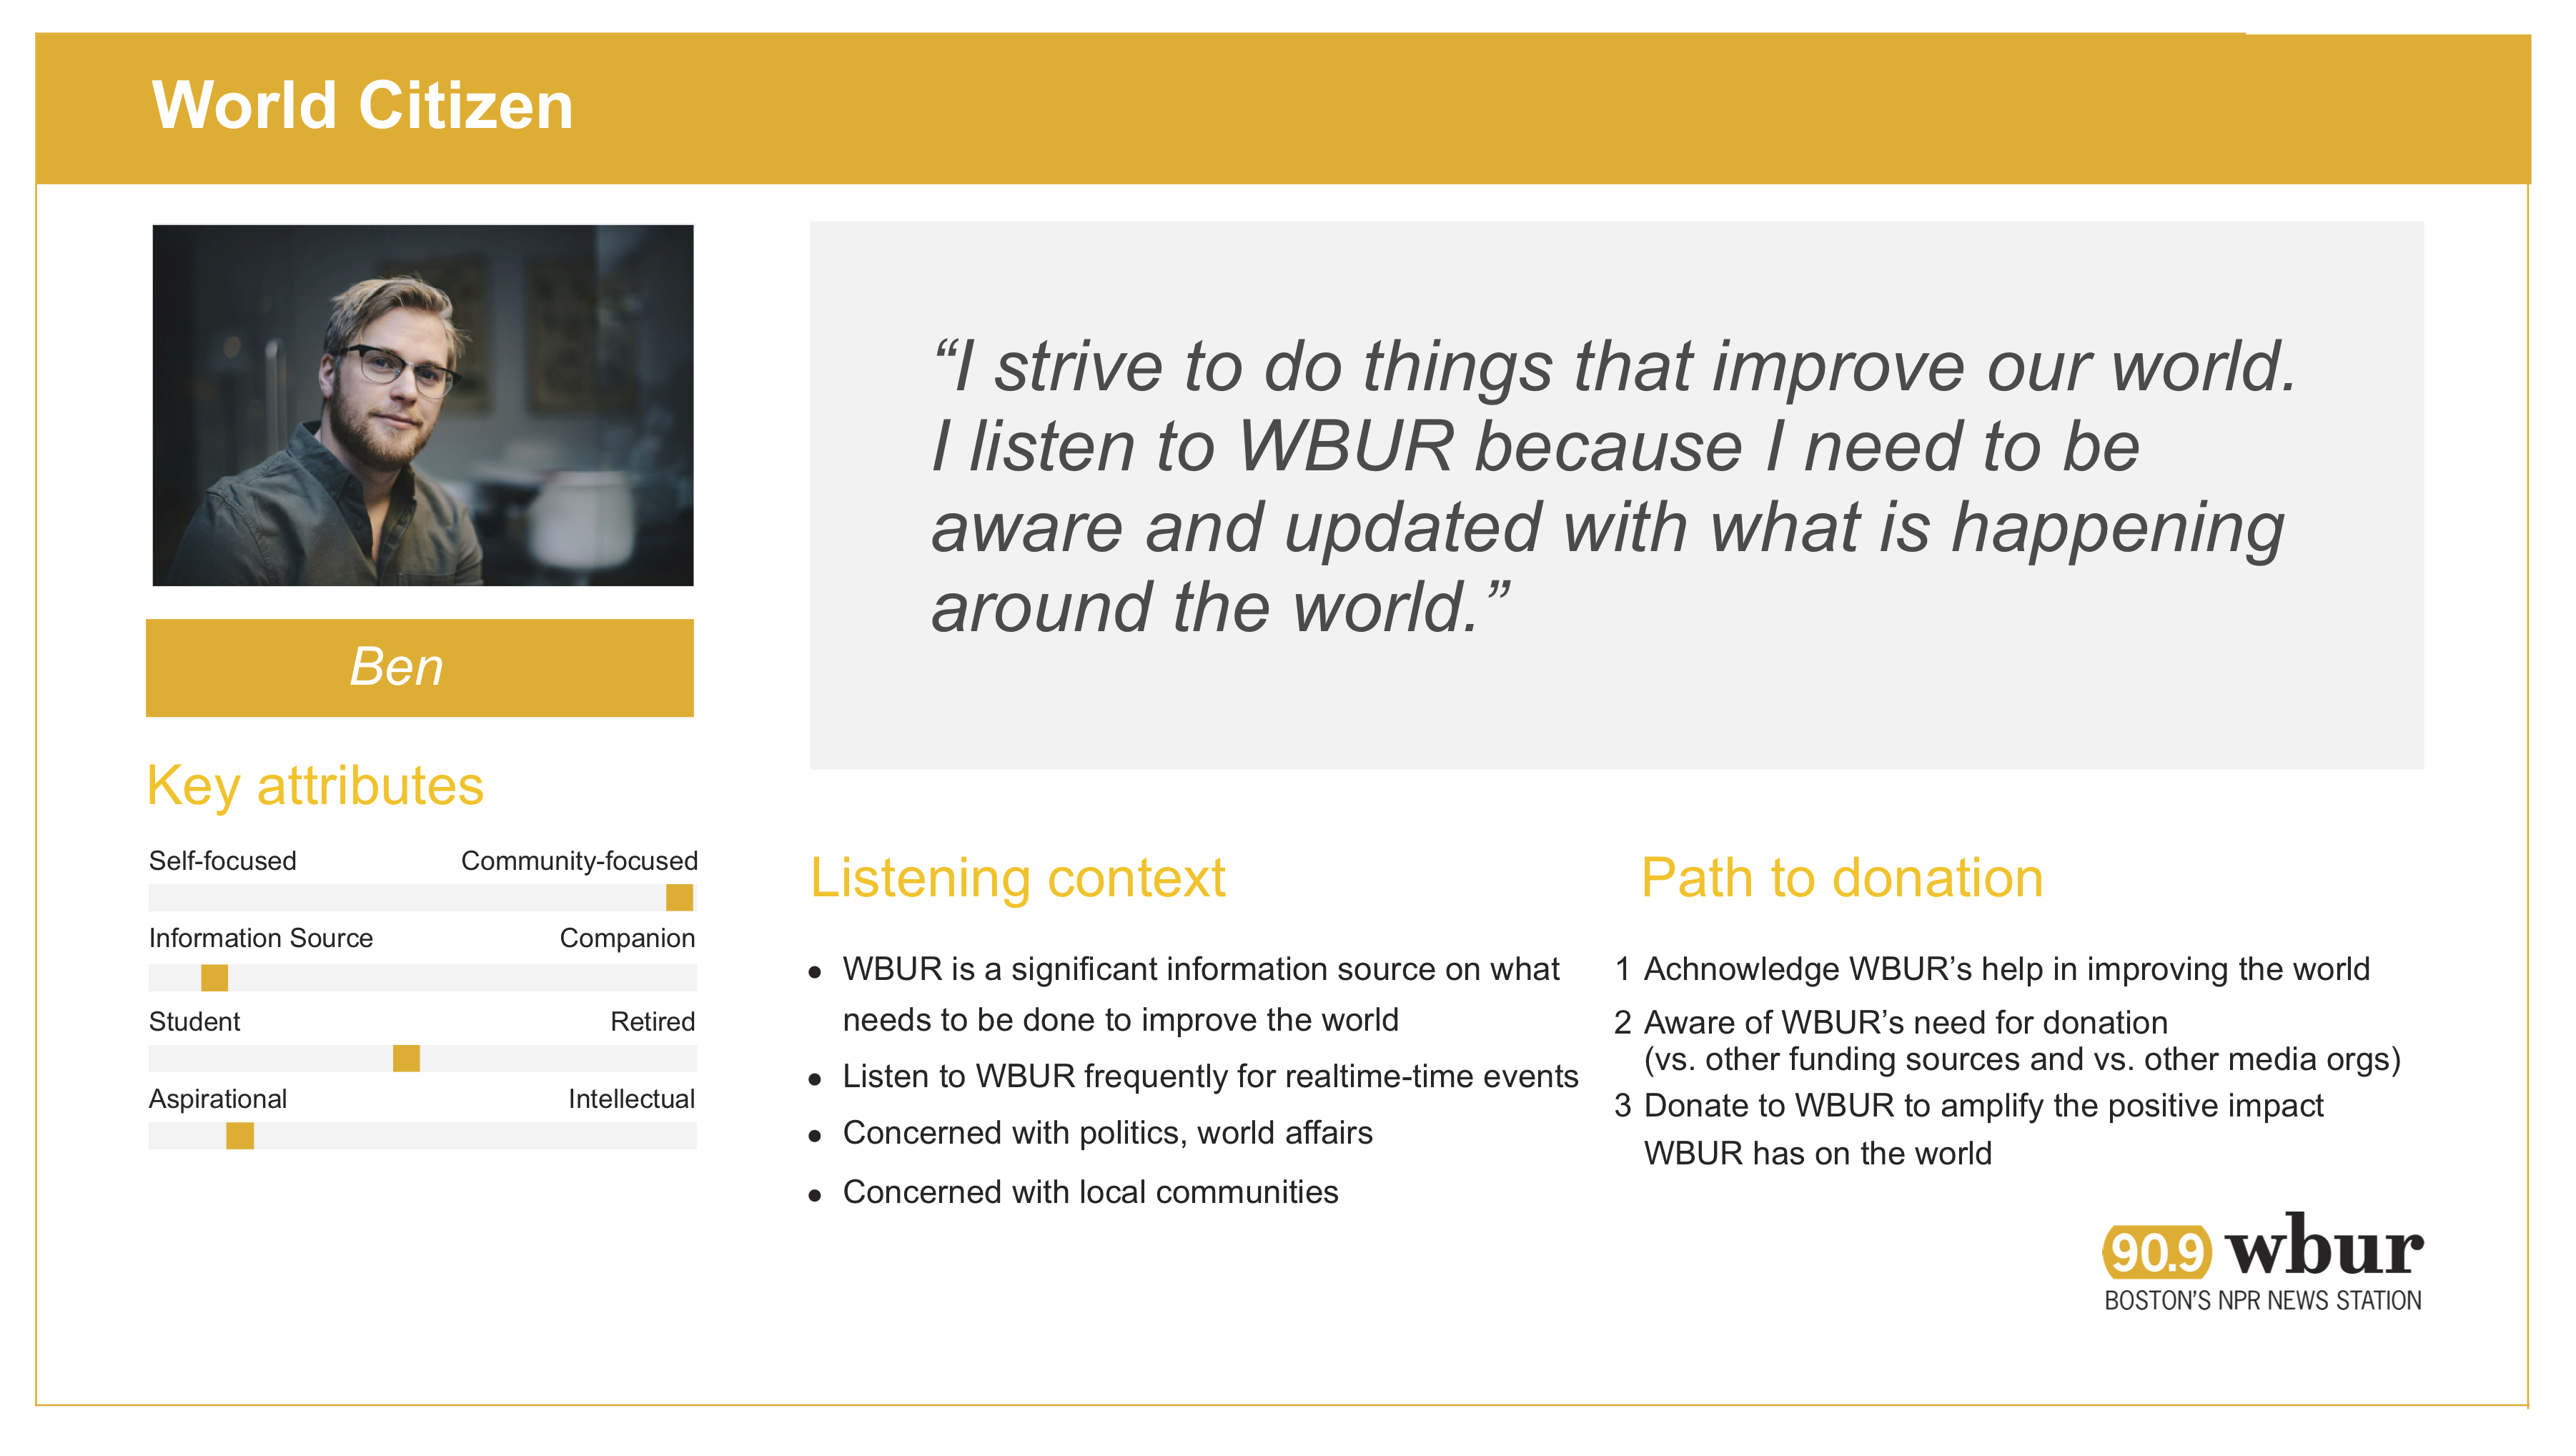 World Citizen
“I strive to do things that improve our world.
I listen to WBUR because I need to be
aware and updated with what is happening
around the world.”
Ben
Key attributes
Self-focused Community-focused
Information Source Companion
Student Retired
Aspirational Intellectual
Listening context
● WBUR is a significant information source on what
needs to be done to improve the world
● Listen to WBUR frequently for realtime-time events
● Concerned with politics, world affairs
● Concerned with local communities
Path to donation
1 Achnowledge WBUR’s help in improving the world
2 Aware of WBUR’s need for donation
(vs. other funding sources and vs. other media orgs)
3 Donate to WBUR to amplify the positive impact
WBUR has on the world
90.9 wbur
BOSTON’S NPR NEWS STATION